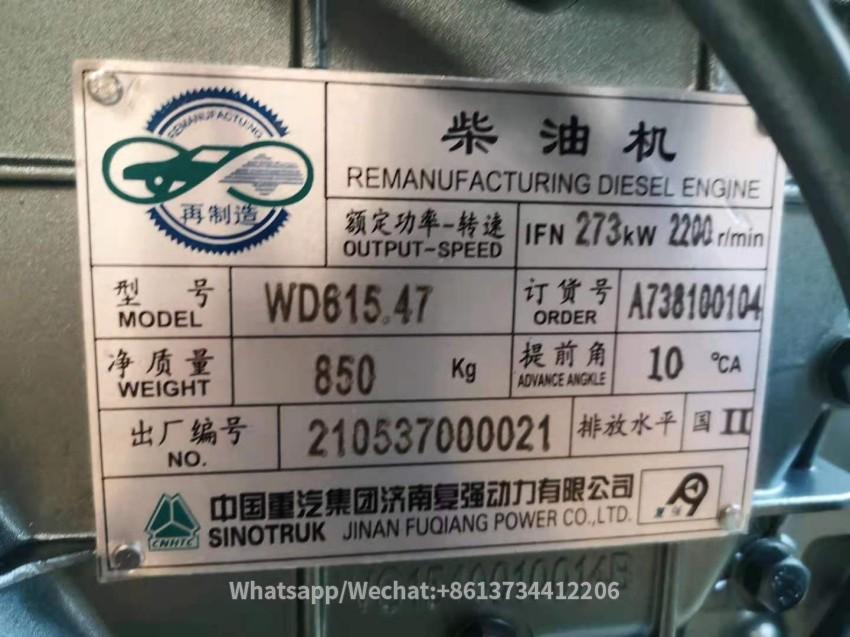 REMANUFACTURING
再制造
柴油机
REMANUFACTURING DIESEL ENGINE
额定功率-转速
OUTPUT-SPEED
IFN 273kW 2200r/min
型号
MODEL
WD615.47
订货号
ORDER
A738100104
净质量
WEIGHT
850 Kg
提前角
ADVANCE ANGKLE
10 °CA
出厂编号
NO.
210537000021
排放水平
国II
CNHTC
中国重汽集团济南复强动力有限公司
SINOTRUK JINAN FUQIANG POWER CO.,LTD.
复强
Whatsapp/Wechat:+8613734412206